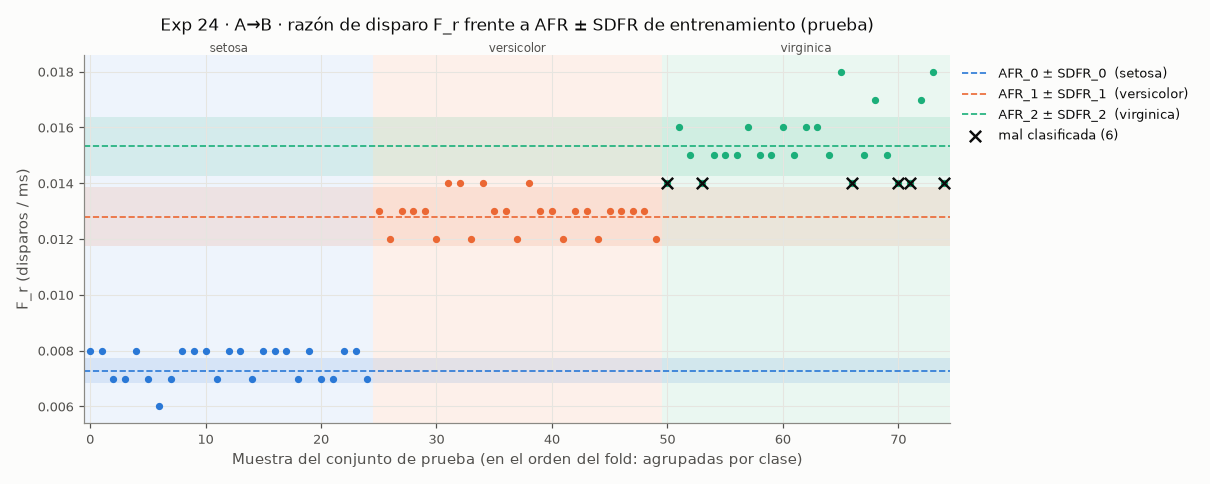 Exp 24 · A→B · razón de disparo F_r frente a AFR ± SDFR de entrenamiento (prueba)
setosa versicolor virginica
F_r (disparos / ms)
0.018
0.016
0.014
0.012
0.010
0.008
0.006
0 10 20 30 40 50 60 70
Muestra del conjunto de prueba (en el orden del fold: agrupadas por clase)
AFR_0 ± SDFR_0 (setosa)
AFR_1 ± SDFR_1 (versicolor)
AFR_2 ± SDFR_2 (virginica)
mal clasificada (6)